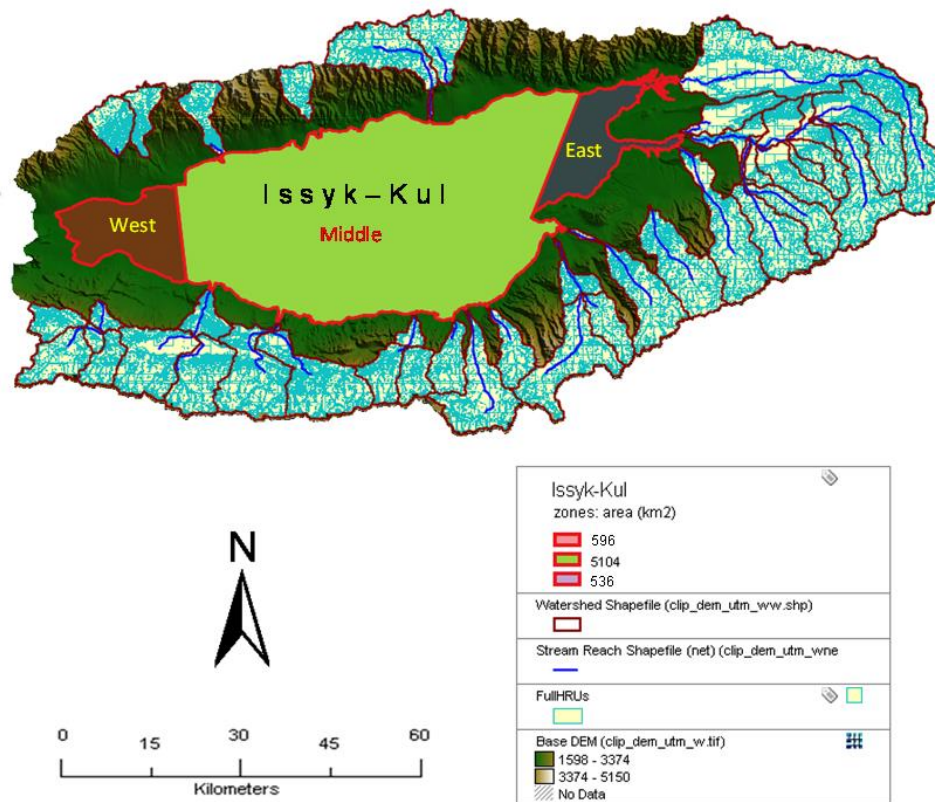 East
Issyk-Kul
West
Middle
N
0 15 30 45 60
Kilometers
Issyk-Kul
zones: area (km2)
596
5104
536
Watershed Shapefile (clip_dem_utm_ww.shp)
Stream Reach Shapefile (net) (clip_dem_utm_wne
FullHRUs
Base DEM (clip_dem_utm_w.tif)
1598 - 3374
3374 - 5150
No Data